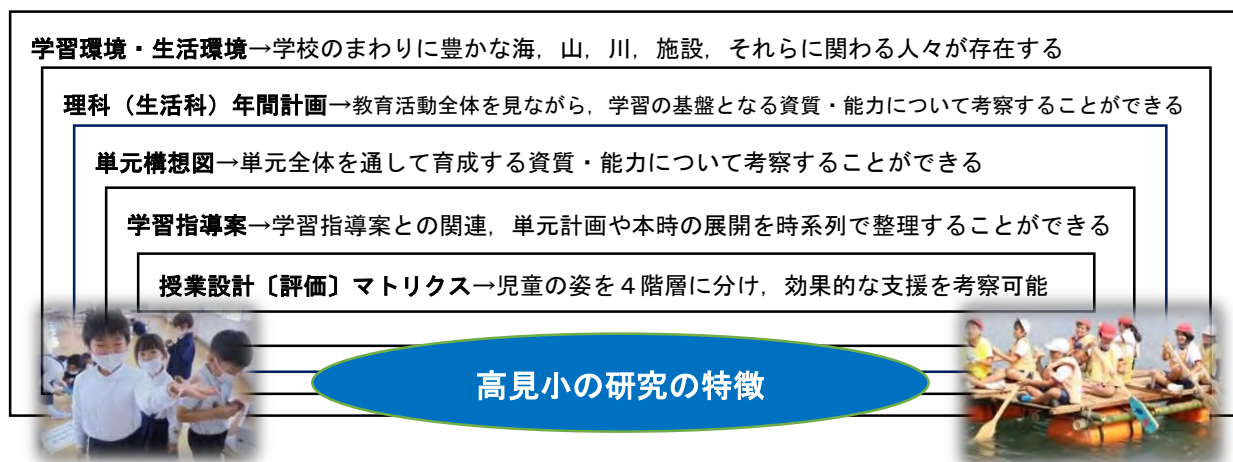 学習環境・生活環境→学校のまわりに豊かな海，山，川，施設，それらに関わる人々が存在する
理科（生活科）年間計画→教育活動全体を見ながら，学習の基盤となる資質・能力について考察することができる
単元構想図→単元全体を通して育成する資質・能力について考察することができる
学習指導案→学習指導案との関連，単元計画や本時の展開を時系列で整理することができる
授業設計〔評価〕マトリクス→児童の姿を４階層に分け，効果的な支援を考察可能
高見小の研究の特徴